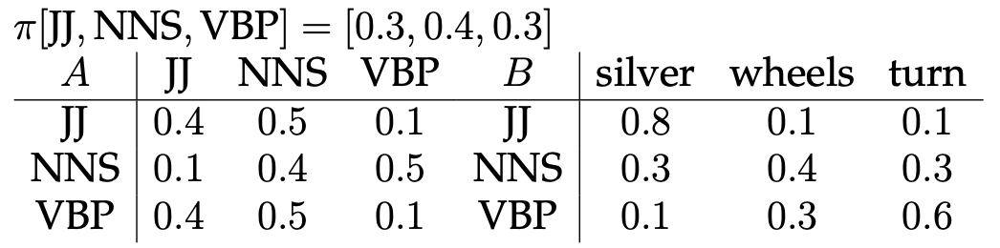 π[JJ, NNS, VBP] = [0.3, 0.4, 0.3]
A JJ NNS VBP B silver wheels turn
JJ 0.4 0.5 0.1 JJ 0.8 0.1 0.1
NNS 0.1 0.4 0.5 NNS 0.3 0.4 0.3
VBP 0.4 0.5 0.1 VBP 0.1 0.3 0.6